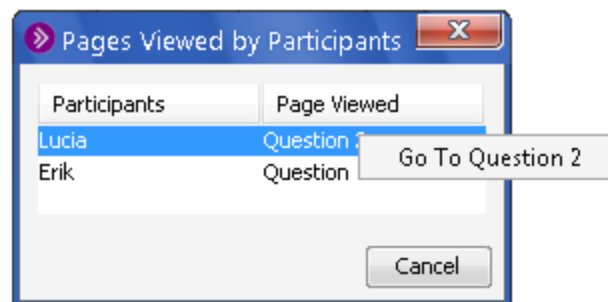 Pages Viewed by Participants
Participants Page Viewed
Lucia Question
Go To Question 2
Erik Question
Cancel